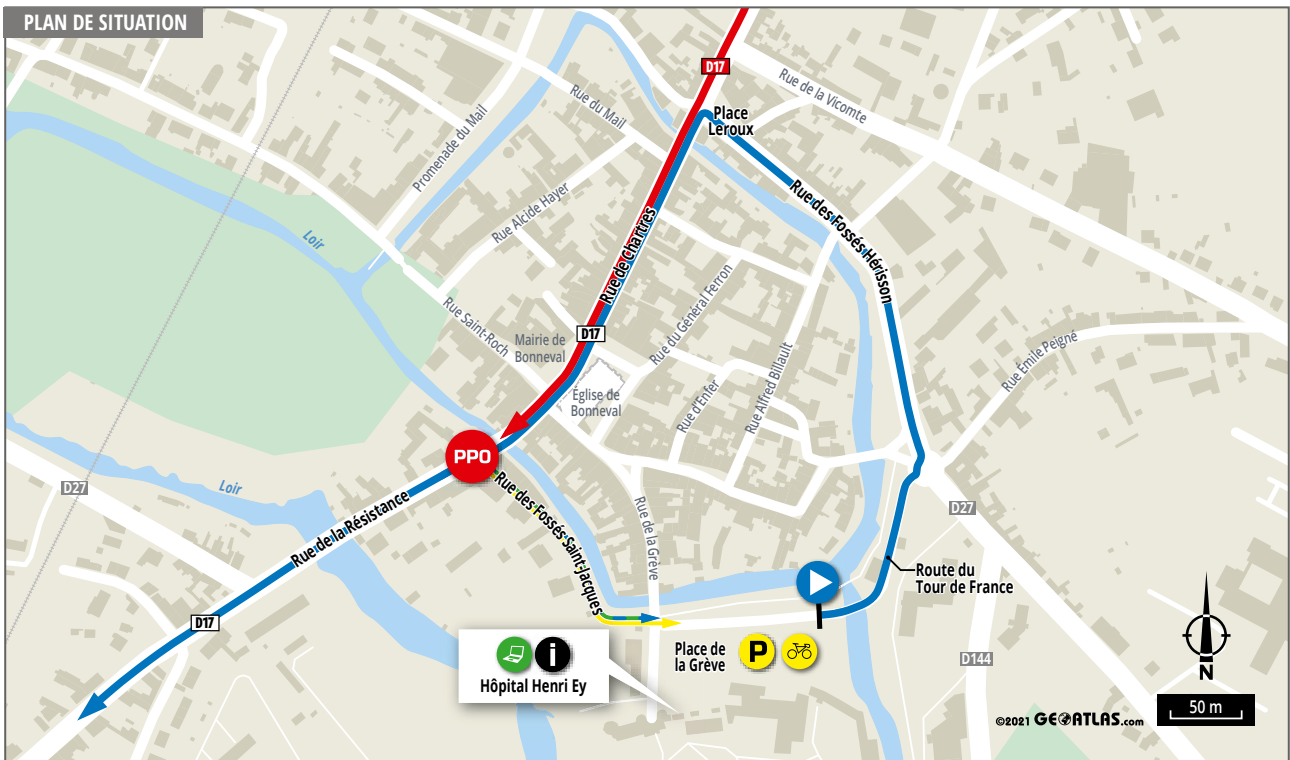 PLAN DE SITUATION
D17
Rue de la Vicomte
Place
Leroux
Rue du Mail
Promenade du Mail
Rue Alcide Hayer
Rue des Fossés Hérisson
Loir
Rue de Chartres
Rue du Général Ferron
Rue Saint-Roch
D17
Mairie de
Bonneval
Rue Émile Peigné
Église de
Bonneval
Rue d'Enfer
Rue Alfred Billault
PPO
D27
Loir
Rue des Fossés Saint-Jacques
Rue de la Résistance
Rue de la Grève
D27
Route du
Tour de France
D17
Place de
la Grève
P
i
Hôpital Henri Ey
D144
N
50 m
©2021 GEOATLAS.com